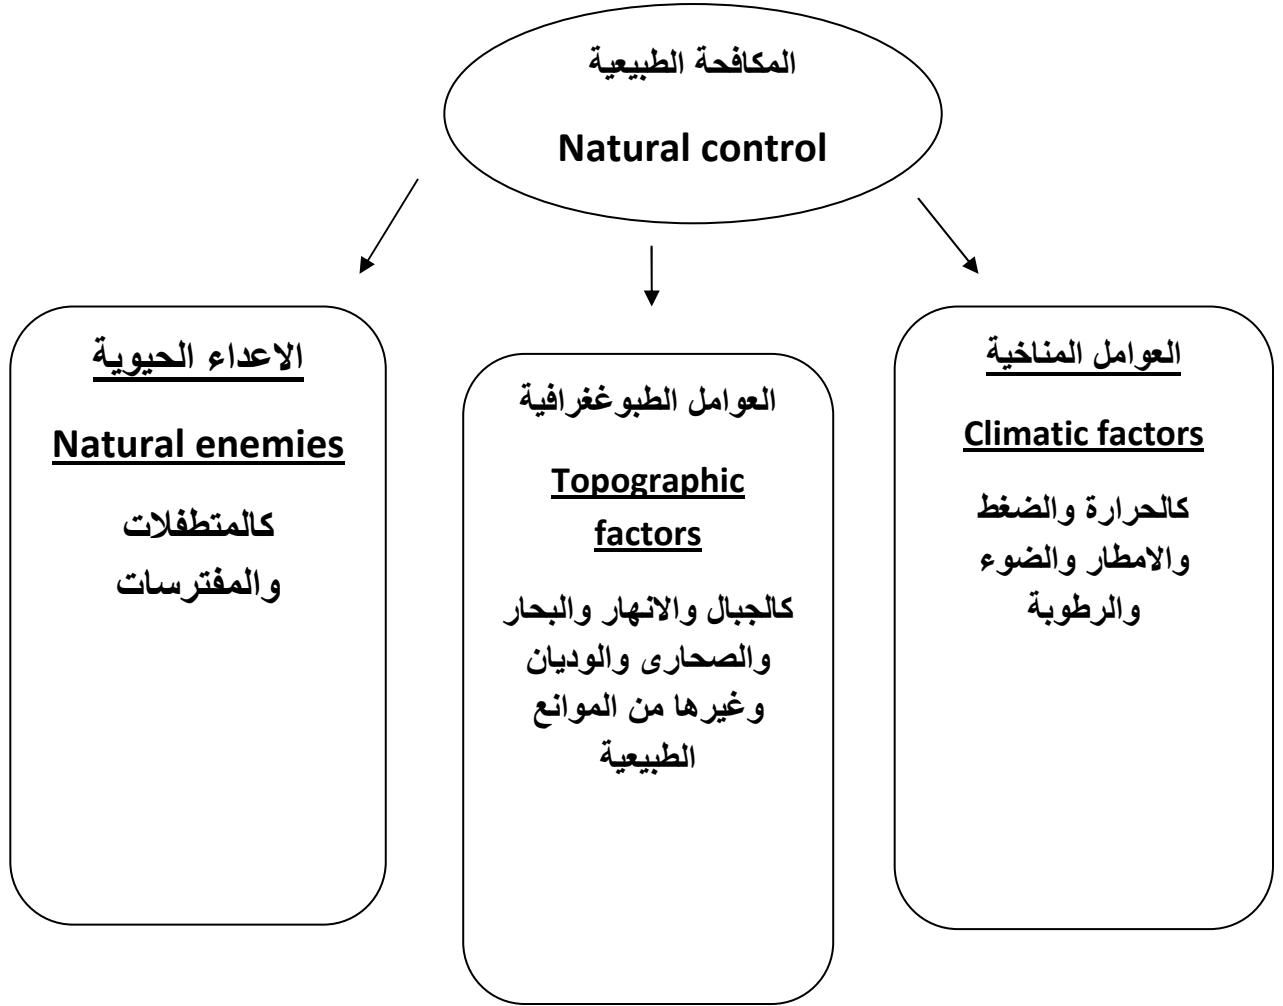 المكافحة الطبيعية
Natural control
العوامل المناخية
Climatic factors
كالحرارة والضغط
والامطار والضوء
والرطوبة
العوامل الطبوغغرافية
Topographic
factors
كالجبال والانهار والبحار
والصحارى والوديان
وغيرها من الموانع
الطبيعية
الاعداء الحيوية
Natural enemies
كالمتطفلات
والمفترسات